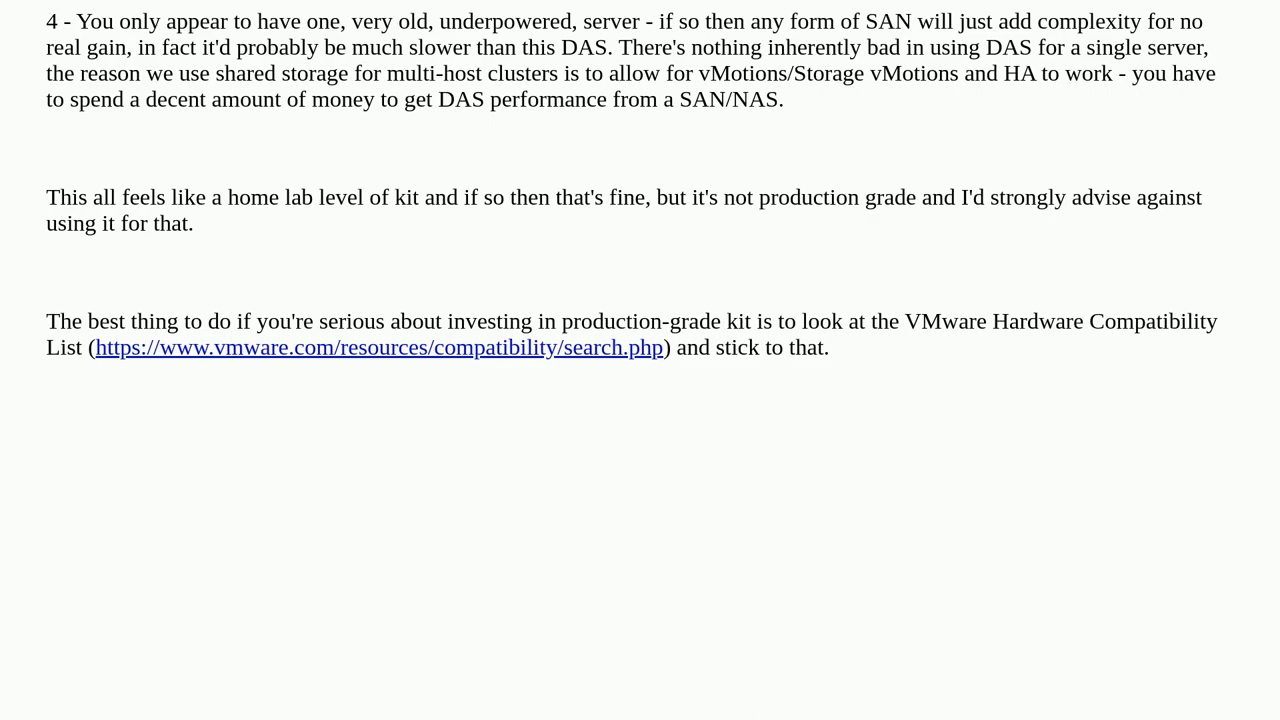 4 - You only appear to have one, very old, underpowered, server - if so then any form of SAN will just add complexity for no
real gain, in fact it'd probably be much slower than this DAS. There's nothing inherently bad in using DAS for a single server,
the reason we use shared storage for multi-host clusters is to allow for vMotions/Storage vMotions and HA to work - you have
to spend a decent amount of money to get DAS performance from a SAN/NAS.
This all feels like a home lab level of kit and if so then that's fine, but it's not production grade and I'd strongly advise against
using it for that.
The best thing to do if you're serious about investing in production-grade kit is to look at the VMware Hardware Compatibility
List (https://www.vmware.com/resources/compatibility/search.php) and stick to that.